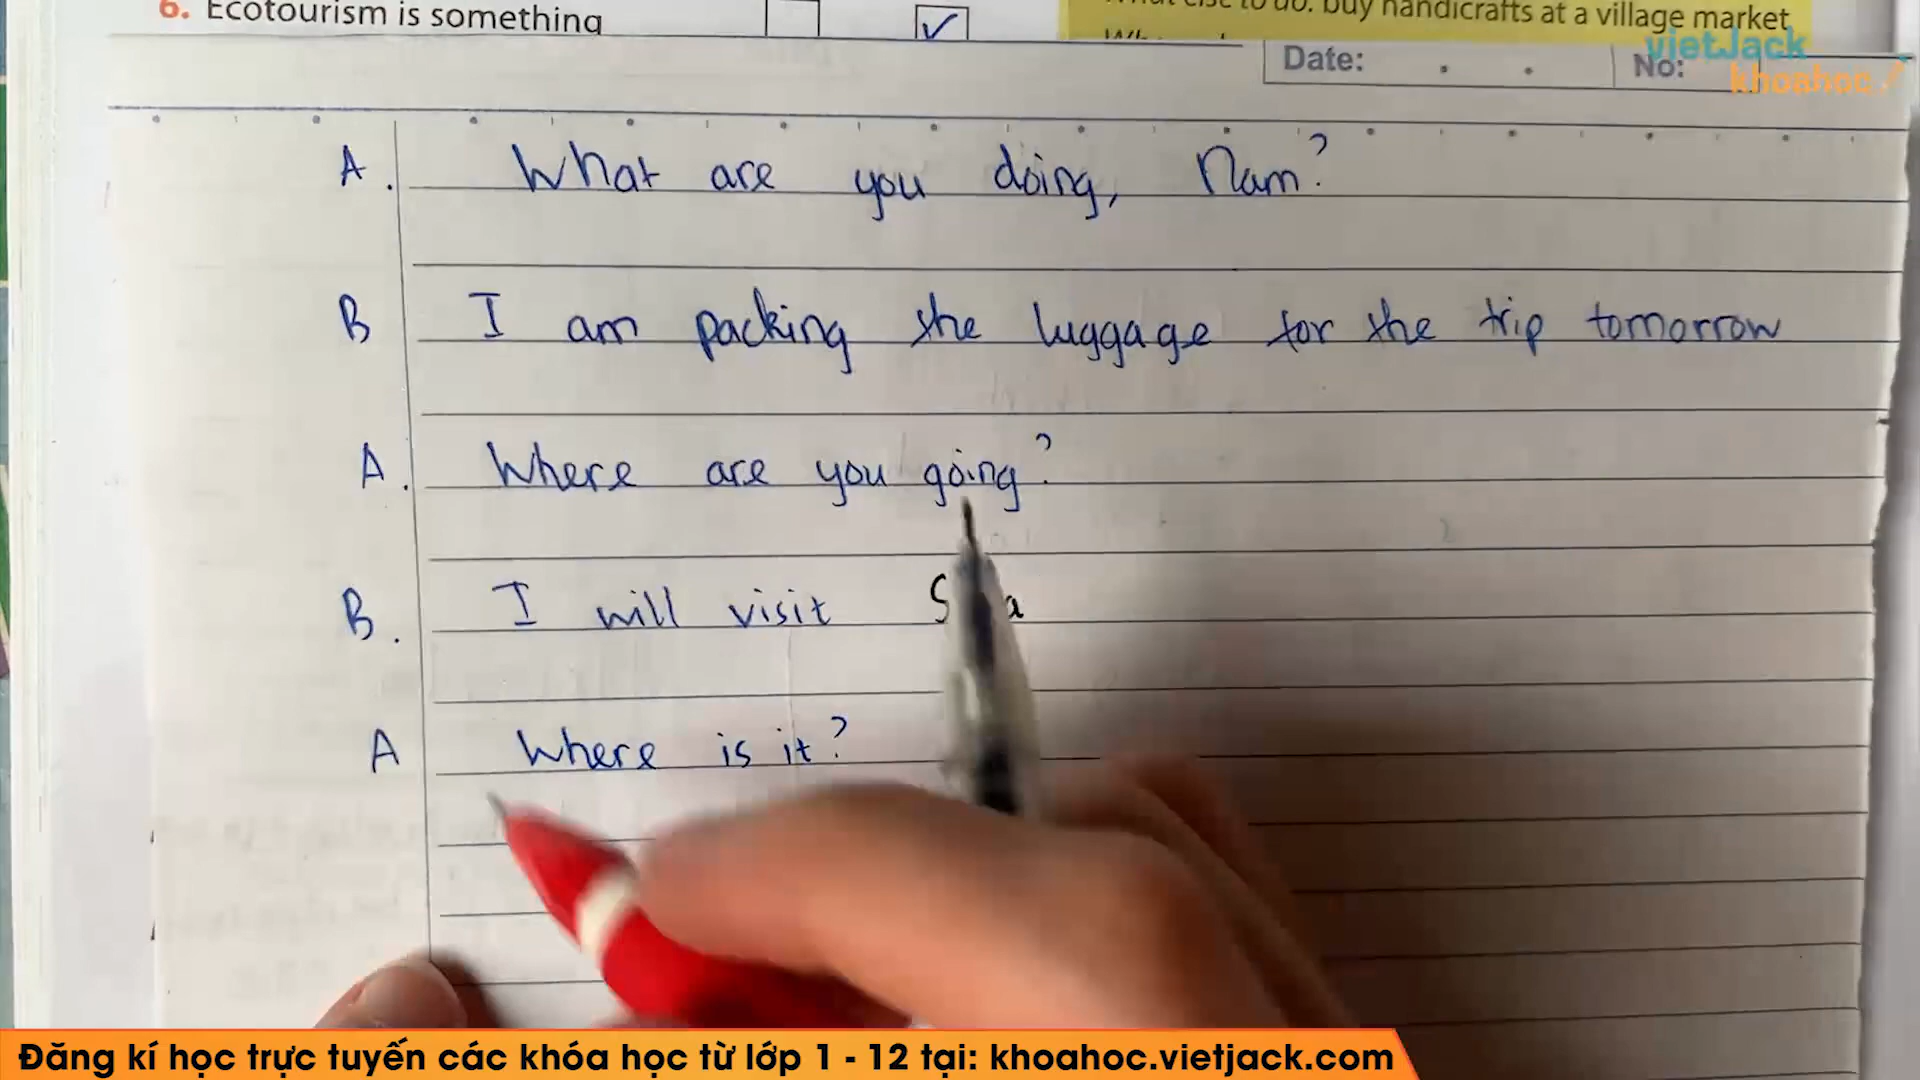 6. Ecotourism is something
buy handicrafts at a village market
vietJack
khoahoc
Date: . . No:
A. What are you doing, Nam?
B I am packing the luggage for the trip tomorrow
A. Where are you going?
B. I will visit
A Where is it?
Đăng kí học trực tuyến các khóa học từ lớp 1 - 12 tại: khoahoc.vietjack.com